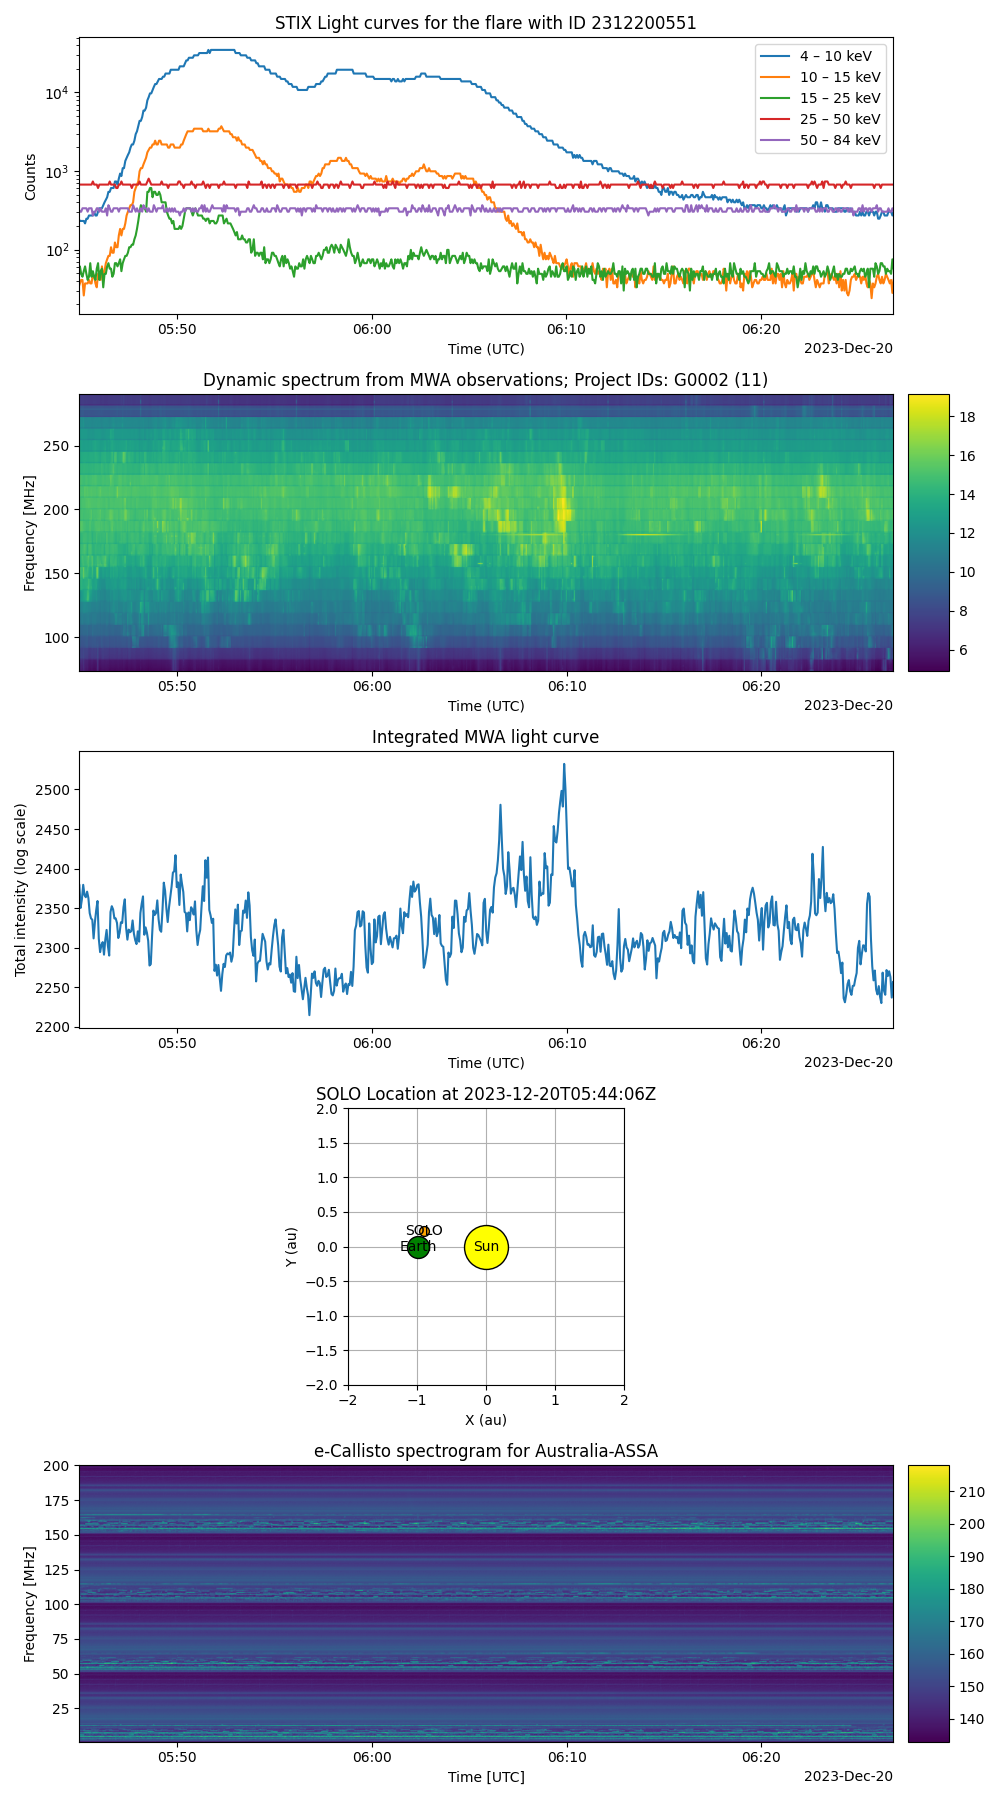 STIX Light curves for the flare with ID 2312200551
4 – 10 keV
10 – 15 keV
15 – 25 keV
25 – 50 keV
50 – 84 keV
Counts
10⁴
10³
10²
05:50 06:00 06:10 06:20
Time (UTC)
2023-Dec-20
Dynamic spectrum from MWA observations; Project IDs: G0002 (11)
Frequency [MHz]
250
200
150
100
18
16
14
12
10
8
6
05:50 06:00 06:10 06:20
Time (UTC)
2023-Dec-20
Integrated MWA light curve
Total intensity (log scale)
2500
2450
2400
2350
2300
2250
2200
05:50 06:00 06:10 06:20
Time (UTC)
2023-Dec-20
SOLO Location at 2023-12-20T05:44:06Z
Y (au)
2.0
1.5
1.0
0.5
0.0
−0.5
−1.0
−1.5
−2.0
SOLO
Earth
Sun
−2 −1 0 1 2
X (au)
e-Callisto spectrogram for Australia-ASSA
Frequency [MHz]
200
175
150
125
100
75
50
25
210
200
190
180
170
160
150
140
05:50 06:00 06:10 06:20
Time [UTC]
2023-Dec-20